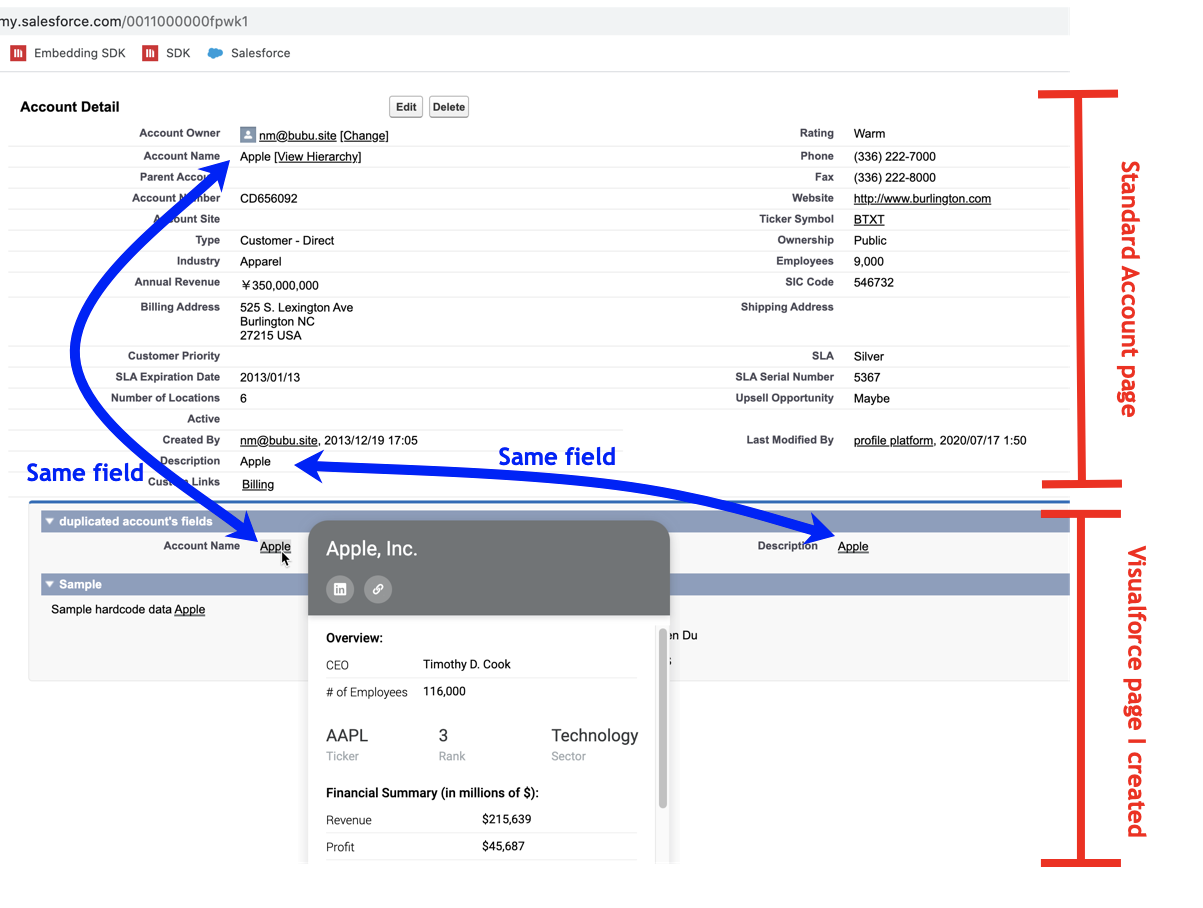 my.salesforce.com/0011000000fpwk1
Embedding SDK SDK Salesforce
Account Detail Edit Delete
Account Owner nm@bubu.site [Change] Rating Warm
Account Name Apple [View Hierarchy] Phone (336) 222-7000
Parent Accou Fax (336) 222-8000
Account Number CD656092 Website http://www.burlington.com
Account Site Ticker Symbol BTXT
Type Customer - Direct Ownership Public
Industry Apparel Employees 9,000
Annual Revenue ¥350,000,000 SIC Code 546732
Billing Address 525 S. Lexington Ave Shipping Address
Burlington NC
27215 USA
Customer Priority SLA Silver
SLA Expiration Date 2013/01/13 SLA Serial Number 5367
Number of Locations 6 Upsell Opportunity Maybe
Active
Created By nm@bubu.site, 2013/12/19 17:05 Last Modified By profile platform, 2020/07/17 1:50
Description Apple
Custom Links Billing
Same field
Same field
duplicated account's fields
Account Name Apple Description Apple
Sample
Sample hardcode data Apple
en Du
Apple, Inc.
in
Overview:
CEO Timothy D. Cook
# of Employees 116,000
AAPL 3 Technology
Ticker Rank Sector
Financial Summary (in millions of $):
Revenue $215,639
Profit $45,687
Standard Account page
Visualforce page I created